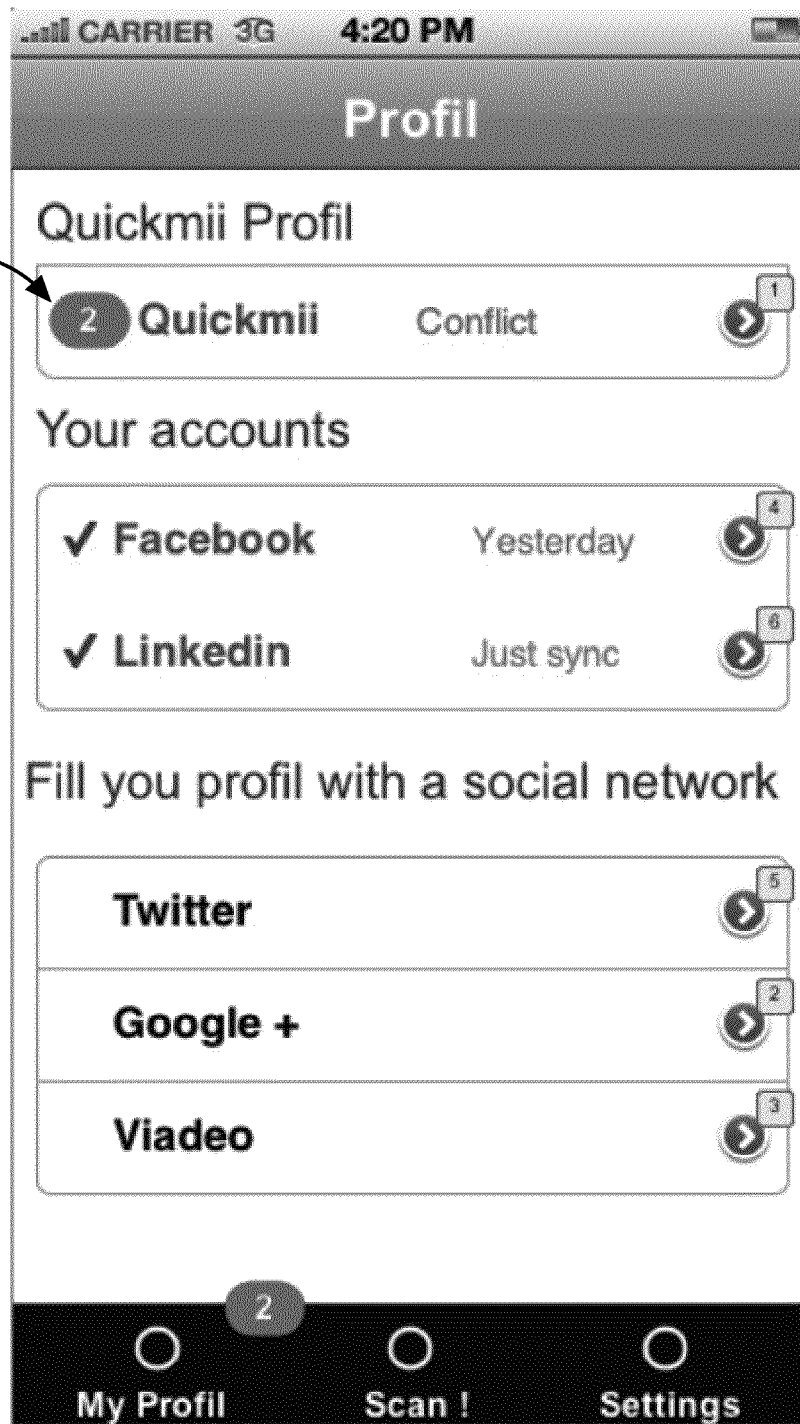 CARRIER 3G 4:20 PM
Profil
Quickmii Profil
2 Quickmii Conflict 1
Your accounts
✓ Facebook Yesterday 4
✓ Linkedin Just sync 6
Fill you profil with a social network
Twitter 5
Google + 2
Viadeo 3
2
My Profil Scan ! Settings